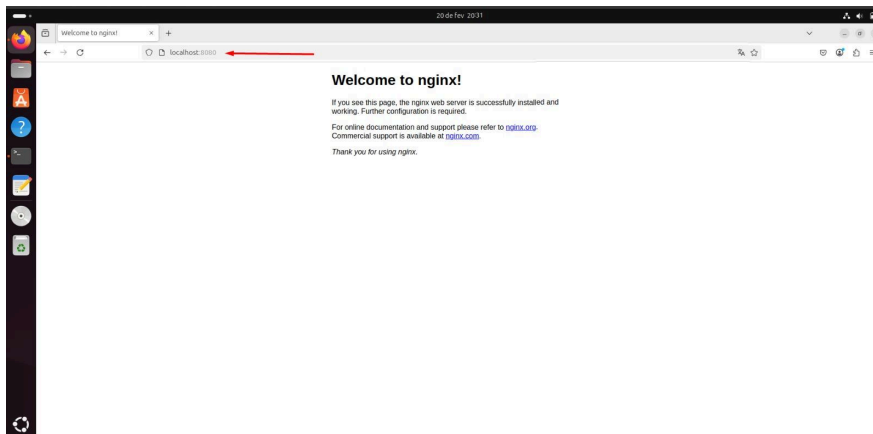 20 de fev 20:31
Welcome to nginx!
localhost:8080
Welcome to nginx!
If you see this page, the nginx web server is successfully installed and
working. Further configuration is required.
For online documentation and support please refer to nginx.org.
Commercial support is available at nginx.com.
Thank you for using nginx.